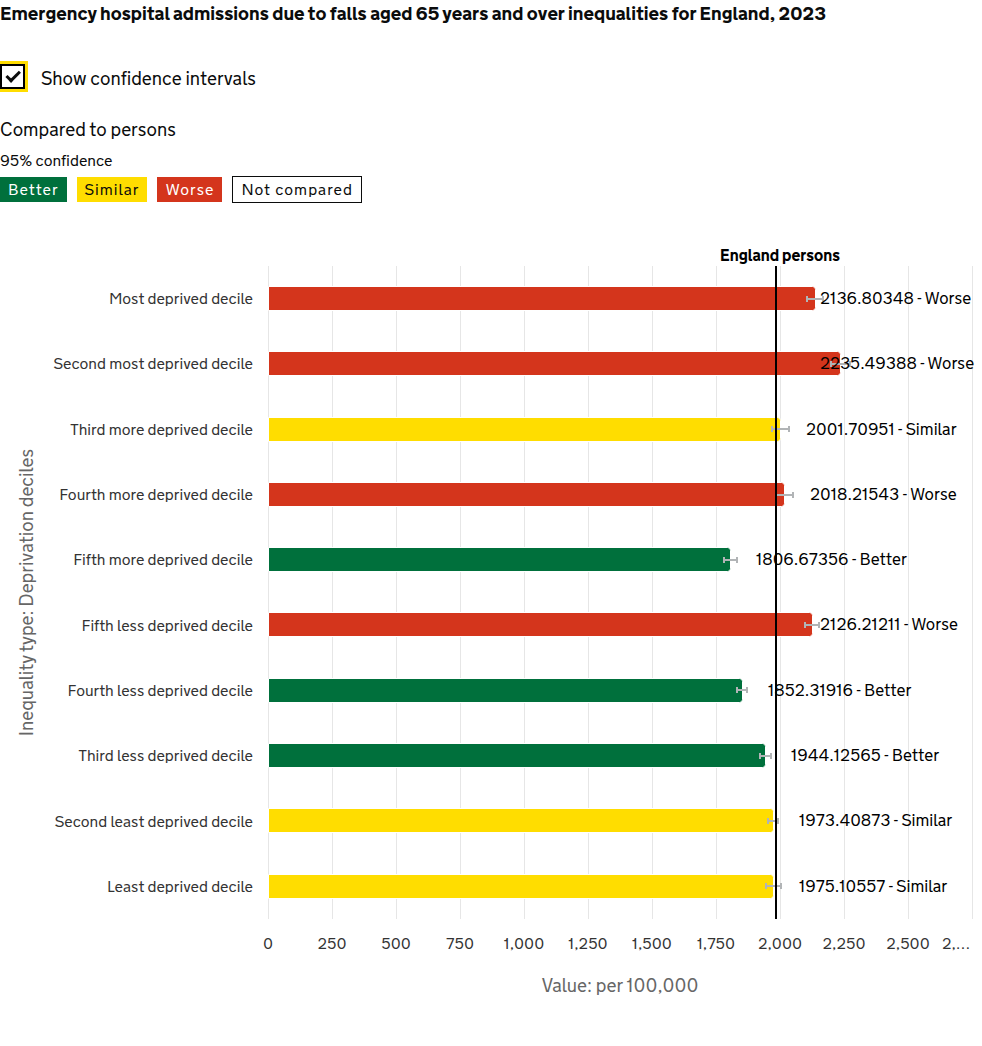 Emergency hospital admissions due to falls aged 65 years and over inequalities for England, 2023
Show confidence intervals
Compared to persons
95% confidence
Better Similar Worse Not compared
England persons
Most deprived decile 2136.80348 - Worse
Second most deprived decile 2235.49388 - Worse
Third more deprived decile 2001.70951 - Similar
Fourth more deprived decile 2018.21543 - Worse
Fifth more deprived decile 1806.67356 - Better
Fifth less deprived decile 2126.21211 - Worse
Fourth less deprived decile 1852.31916 - Better
Third less deprived decile 1944.12565 - Better
Second least deprived decile 1973.40873 - Similar
Least deprived decile 1975.10557 - Similar
Inequality type: Deprivation deciles
0 250 500 750 1,000 1,250 1,500 1,750 2,000 2,250 2,500 2,...
Value: per 100,000